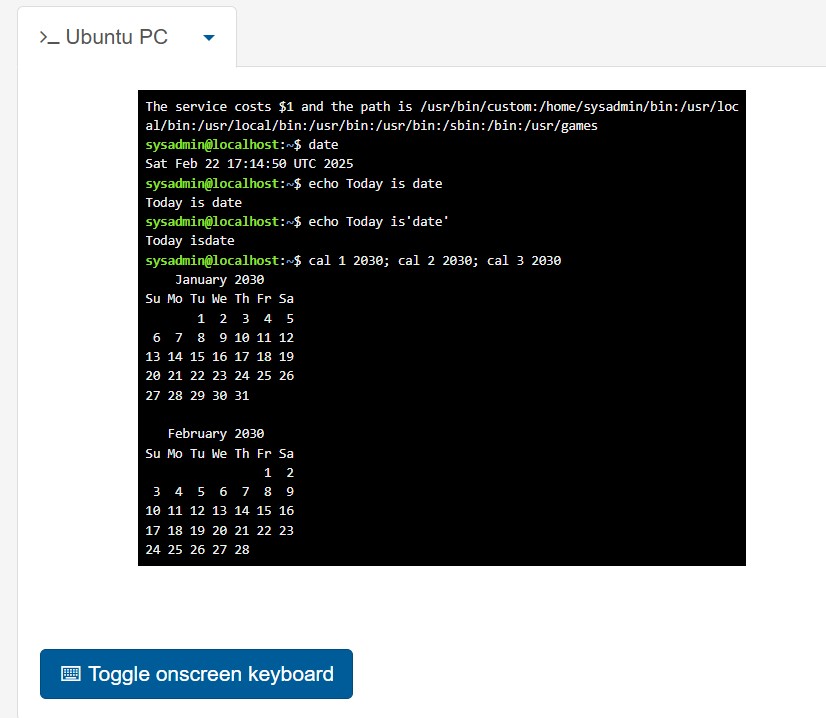 >_ Ubuntu PC
The service costs $1 and the path is /usr/bin/custom:/home/sysadmin/bin:/usr/loc
al/bin:/usr/local/bin:/usr/bin:/usr/bin:/sbin:/bin:/usr/games
sysadmin@localhost:~$ date
Sat Feb 22 17:14:50 UTC 2025
sysadmin@localhost:~$ echo Today is date
Today is date
sysadmin@localhost:~$ echo Today is'date'
Today isdate
sysadmin@localhost:~$ cal 1 2030; cal 2 2030; cal 3 2030
January 2030
Su Mo Tu We Th Fr Sa
1 2 3 4 5
6 7 8 9 10 11 12
13 14 15 16 17 18 19
20 21 22 23 24 25 26
27 28 29 30 31
February 2030
Su Mo Tu We Th Fr Sa
1 2
3 4 5 6 7 8 9
10 11 12 13 14 15 16
17 18 19 20 21 22 23
24 25 26 27 28
Toggle onscreen keyboard